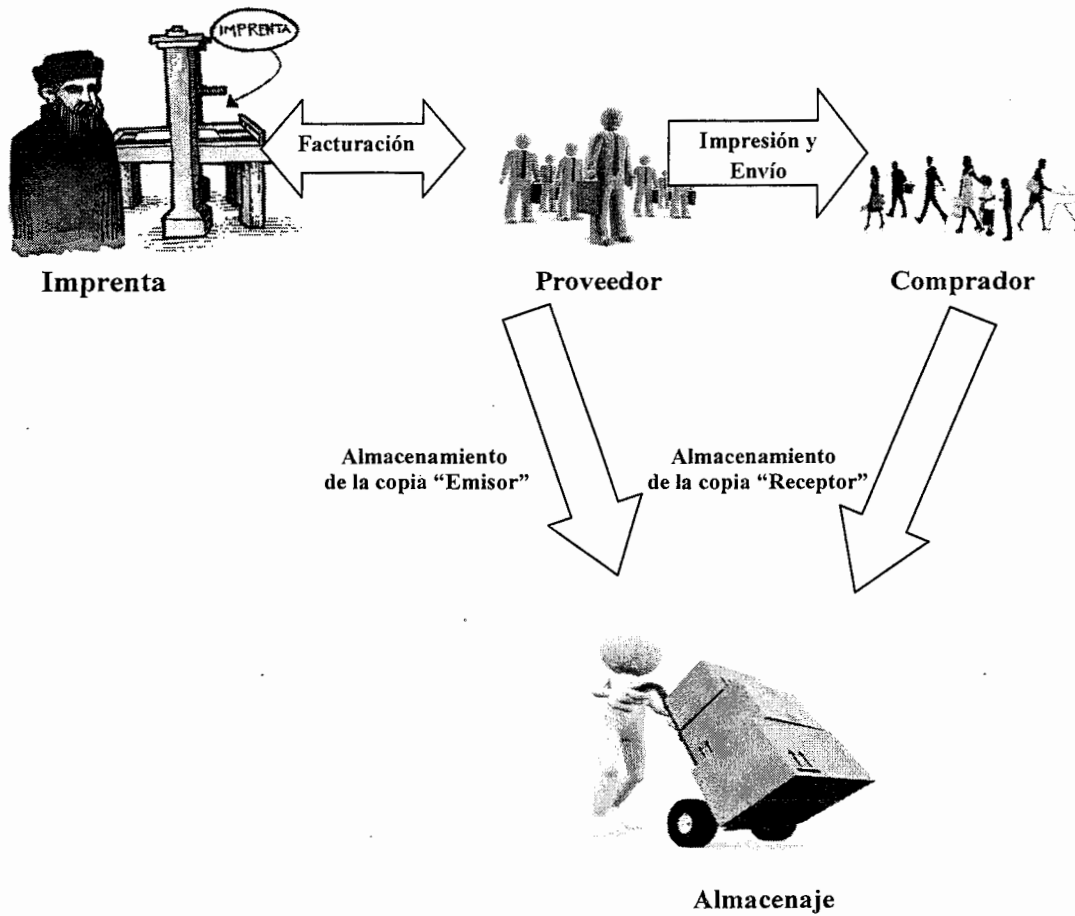 IMPRENTA
Facturación
Impresión y
Envío
Imprenta
Proveedor
Comprador
Almacenamiento
de la copia “Emisor”
Almacenamiento
de la copia “Receptor”
Almacenaje